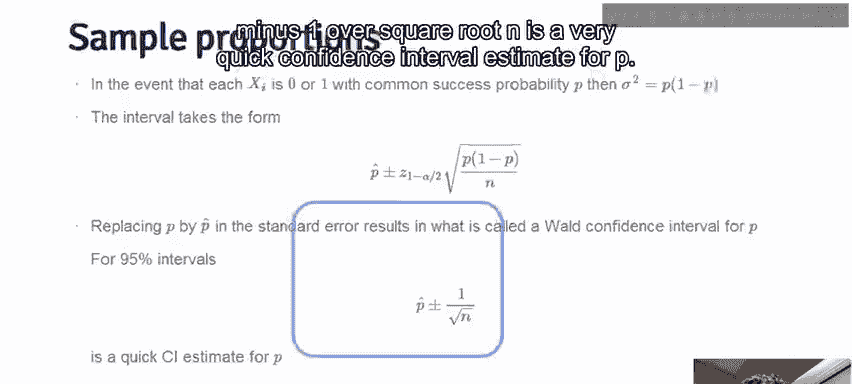 Sample proportions
minus 1 over square root n is a very
quick confidence interval estimate for p.
· In the event that each X_i is 0 or 1 with common success probability p then σ² = p(1 − p)
· The interval takes the form
p̂ ± z_{1−α/2} √(p(1 − p)/n)
· Replacing p by p̂ in the standard error results in what is called a Wald confidence interval for p
For 95% intervals
p̂ ± 1/√n
is a quick CI estimate for p